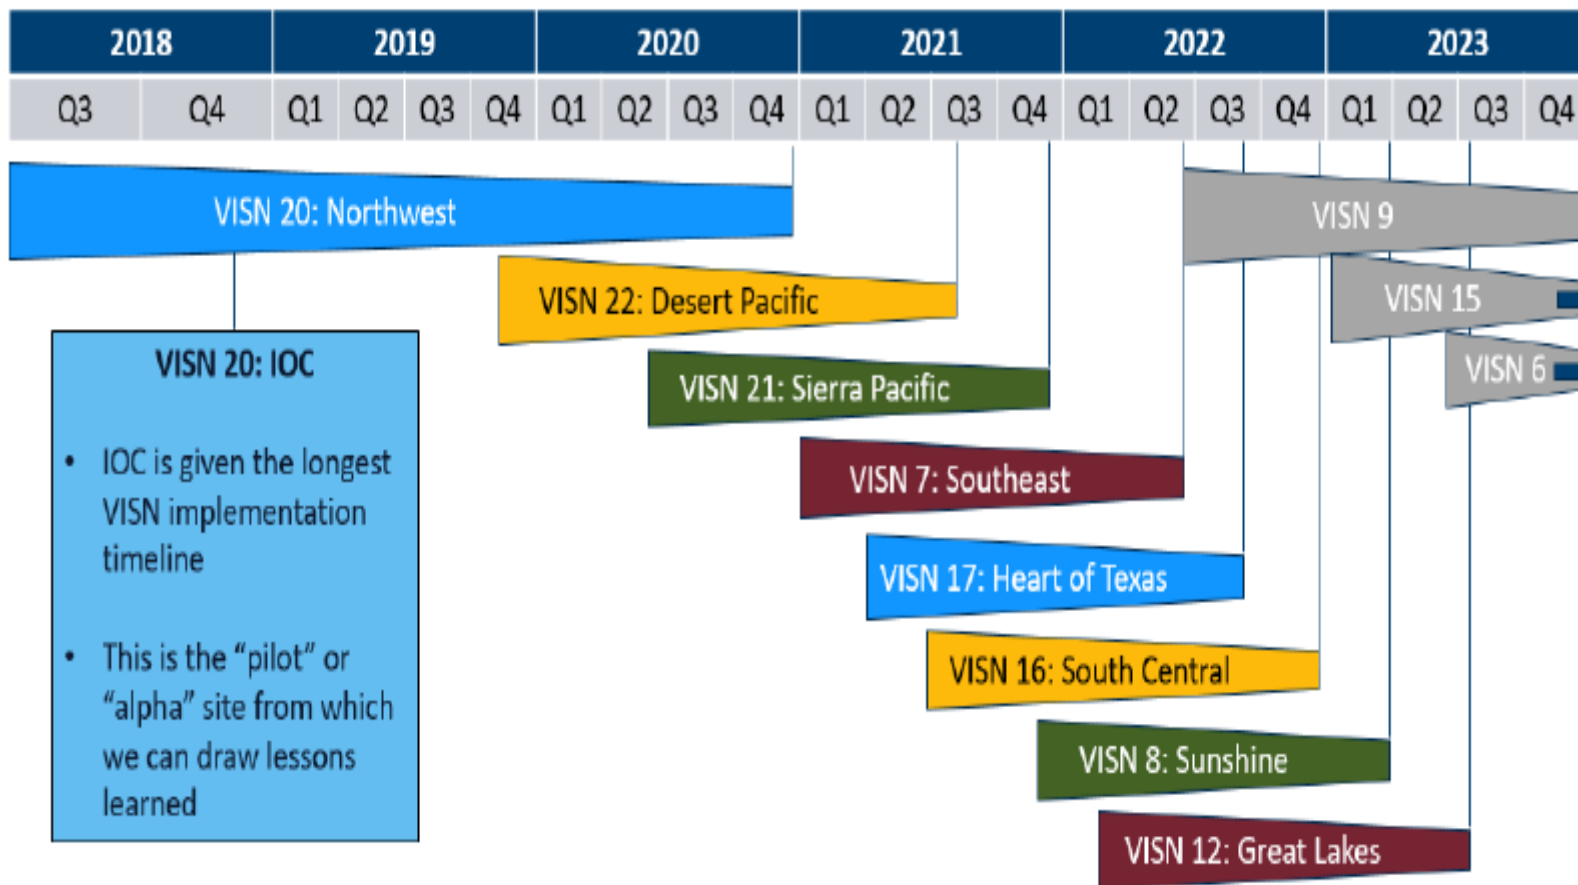 2018 2019 2020 2021 2022 2023
Q3 Q4 Q1 Q2 Q3 Q4 Q1 Q2 Q3 Q4 Q1 Q2 Q3 Q4 Q1 Q2 Q3 Q4 Q1 Q2 Q3 Q4
VISN 20: Northwest
VISN 9
VISN 22: Desert Pacific
VISN 15
VISN 20: IOC
VISN 21: Sierra Pacific
VISN 6
• IOC is given the longest
VISN implementation
timeline
VISN 7: Southeast
VISN 17: Heart of Texas
• This is the “pilot” or
“alpha” site from which
we can draw lessons
learned
VISN 16: South Central
VISN 8: Sunshine
VISN 12: Great Lakes